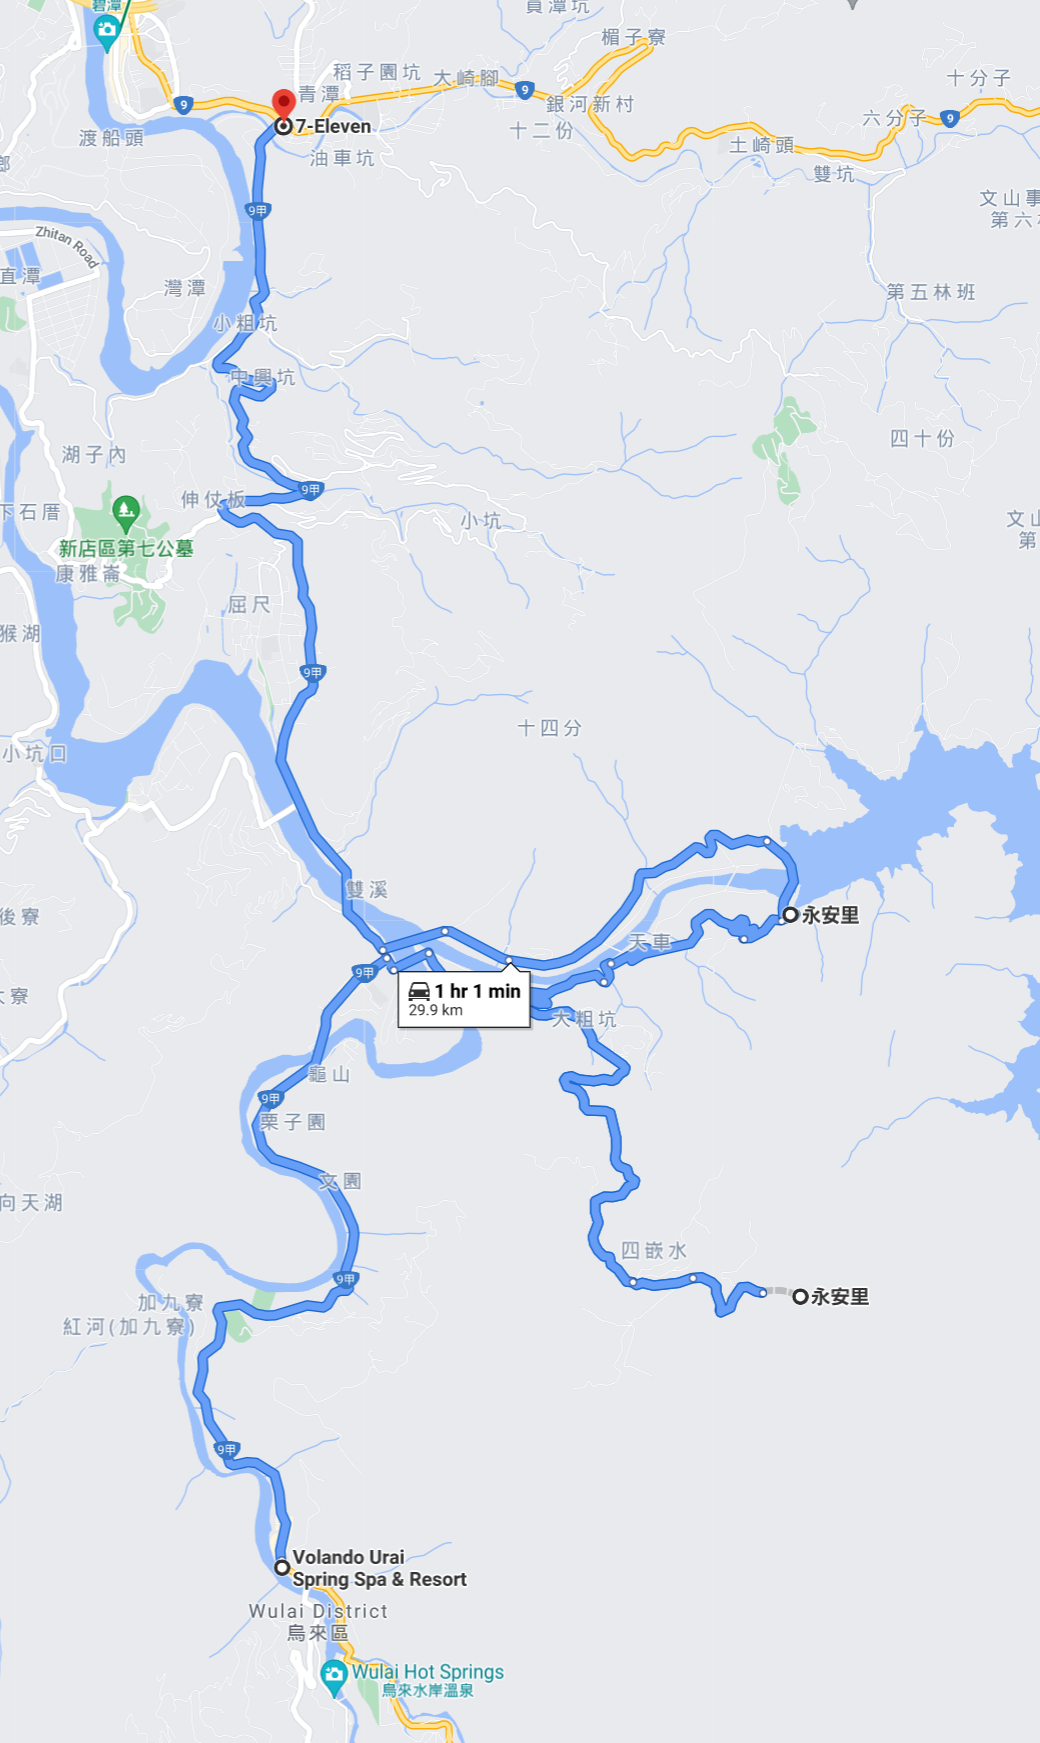 碧潭
員潭坑
楣子寮
稻子園坑
大崎腳
9
十分子
青潭
9
銀河新村
六分子
9
7-Eleven
十二份
渡船頭
油車坑
土崎頭
雙坑
9甲
文山事
第六
Zhitan Road
直潭
灣潭
第五林班
小粗坑
中興坑
四十份
湖子內
9甲
伸仗板
下石厝
小坑
文山
第
新店區第七公墓
康雅崙
屈尺
猴湖
9甲
十四分
小坑口
雙溪
後寮
永安里
天車
9甲
1 hr 1 min
29.9 km
大寮
大粗坑
龜山
9甲
栗子園
文園
向天湖
四嵌水
9甲
加九寮
永安里
紅河(加九寮)
9甲
Volando Urai
Spring Spa & Resort
Wulai District
烏來區
Wulai Hot Springs
烏來水岸溫泉